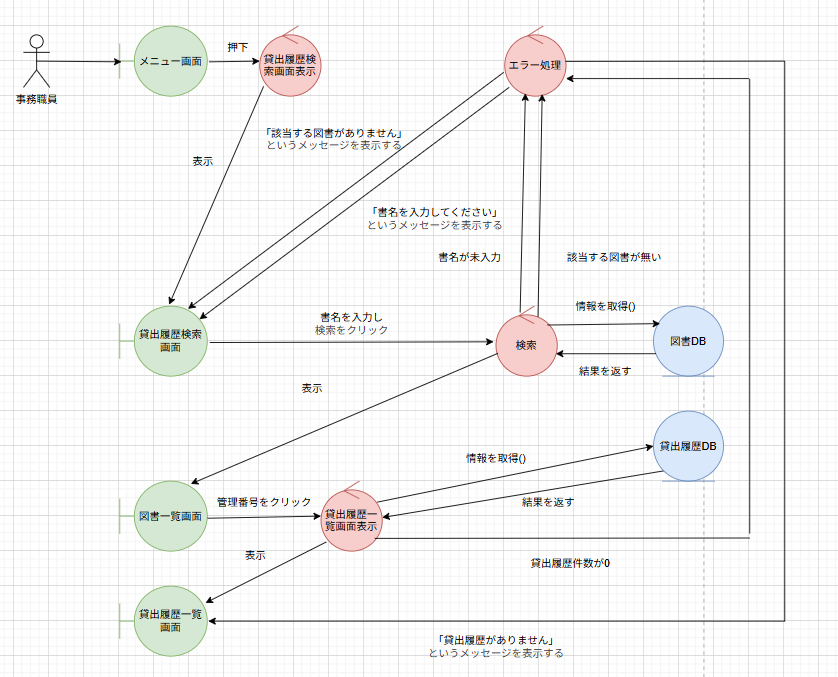 押下
メニュー画面
貸出履歴検
索画面表示
エラー処理
事務職員
「該当する図書がありません」
というメッセージを表示する
表示
「書名を入力してください」
というメッセージを表示する
書名が未入力
該当する図書が無い
情報を取得()
書名を入力し
検索をクリック
貸出履歴検索
画面
検索
図書DB
結果を返す
表示
貸出履歴DB
情報を取得()
管理番号をクリック
結果を返す
図書一覧画面
貸出履歴一
覧画面表示
表示
貸出履歴件数が0
貸出履歴一覧
画面
「貸出履歴がありません」
というメッセージを表示する